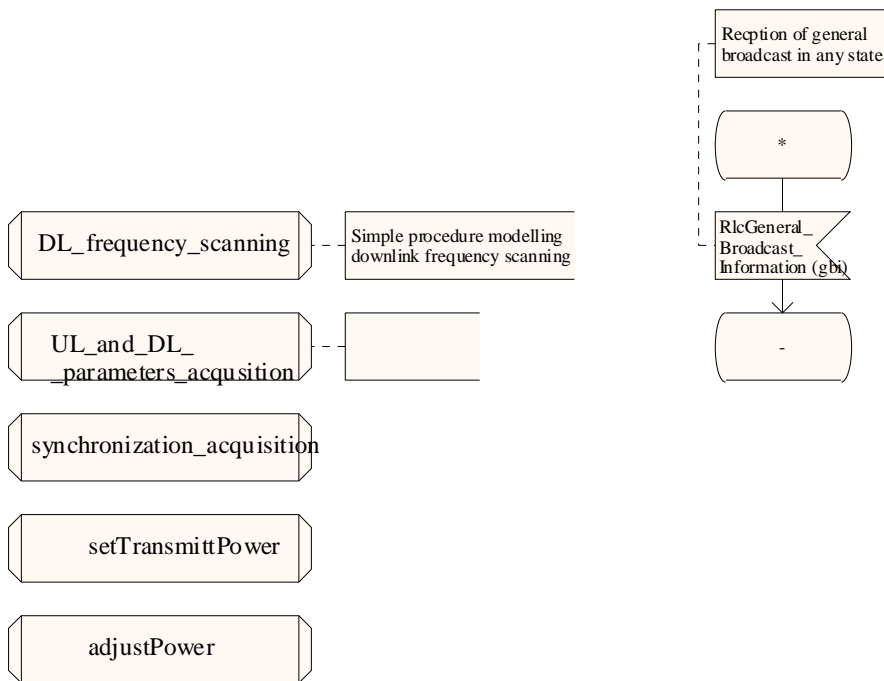 Recption of general
broadcast in any state
*
DL_frequency_scanning
Simple procedure modelling
downlink frequency scanning
RlcGeneral_
Broadcast_
Information (gbi)
UL_and_DL_
_parameters_acqusition
-
synchronization_acquisition
setTransmittPower
adjustPower